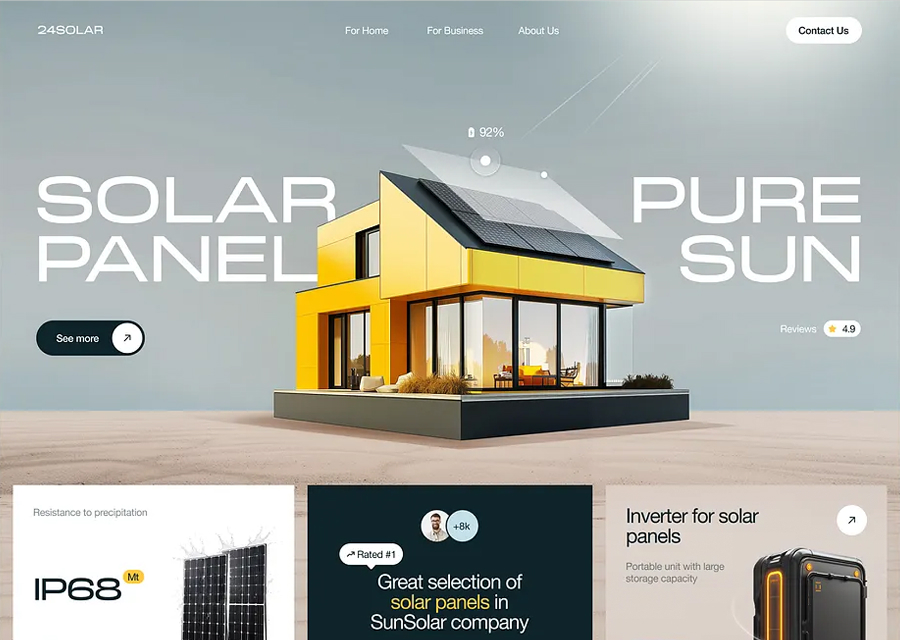 24SOLAR
For Home
For Business
About Us
Contact Us
92%
SOLAR
PANEL
PURE
SUN
See more
Reviews
4.9
Resistance to precipitation
IP68
Mt
+8k
Rated #1
Great selection of
solar panels in
SunSolar company
Inverter for solar
panels
Portable unit with large
storage capacity